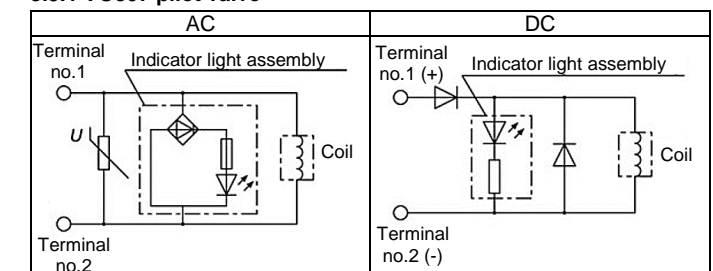 AC
DC
Terminal
no.1
Indicator light assembly
U
Coil
Terminal
no.2
Terminal
no.1 (+)
Indicator light assembly
Coil
Terminal
no.2 (-)